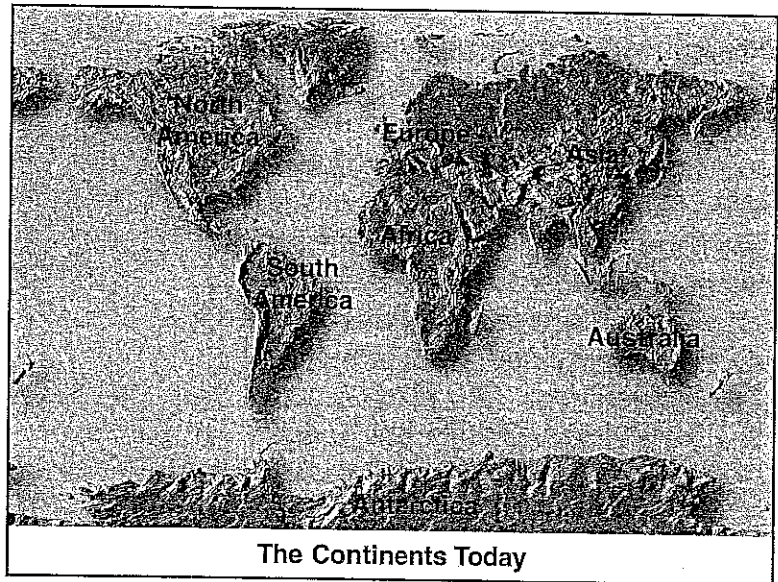 North
America
Europe
Asia
Africa
South
America
Australia
Antarctica
The Continents Today